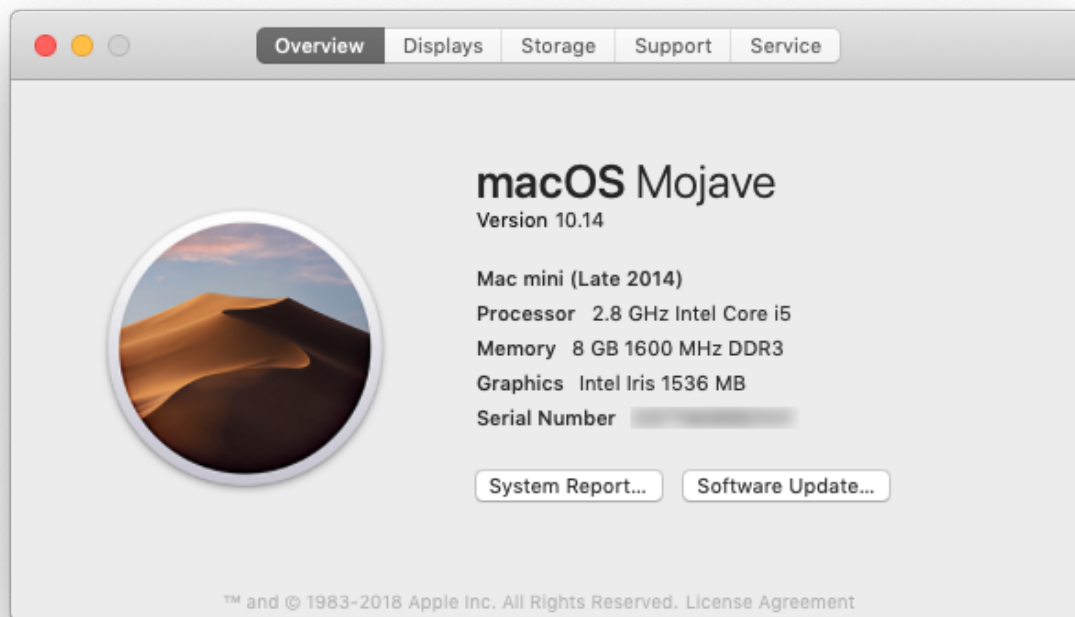 Overview Displays Storage Support Service
macOS Mojave
Version 10.14
Mac mini (Late 2014)
Processor 2.8 GHz Intel Core i5
Memory 8 GB 1600 MHz DDR3
Graphics Intel Iris 1536 MB
Serial Number
System Report... Software Update...
™ and © 1983-2018 Apple Inc. All Rights Reserved. License Agreement